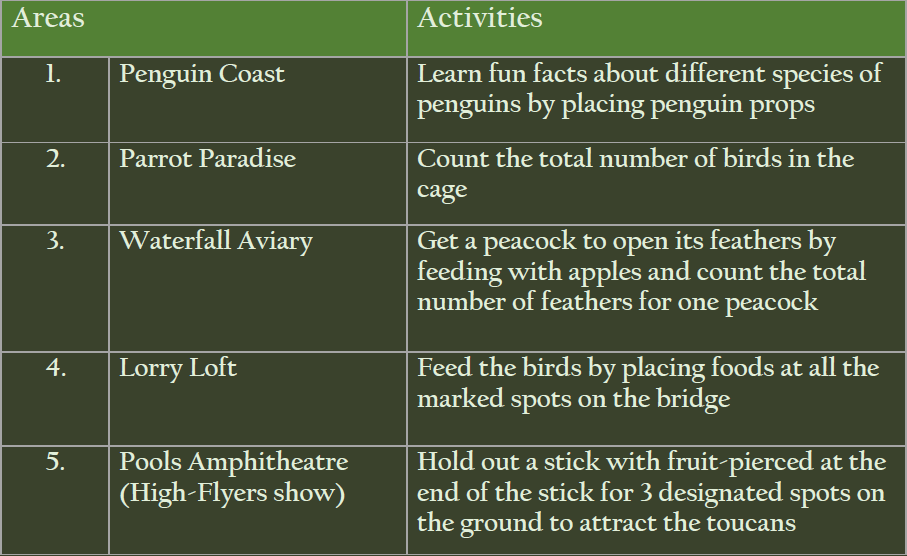 Areas
Activities
1.
Penguin Coast
Learn fun facts about different species of
penguins by placing penguin props
2.
Parrot Paradise
Count the total number of birds in the
cage
3.
Waterfall Aviary
Get a peacock to open its feathers by
feeding with apples and count the total
number of feathers for one peacock
4.
Lorry Loft
Feed the birds by placing foods at all the
marked spots on the bridge
5.
Pools Amphitheatre
(High-Flyers show)
Hold out a stick with fruit-pierced at the
end of the stick for 3 designated spots on
the ground to attract the toucans